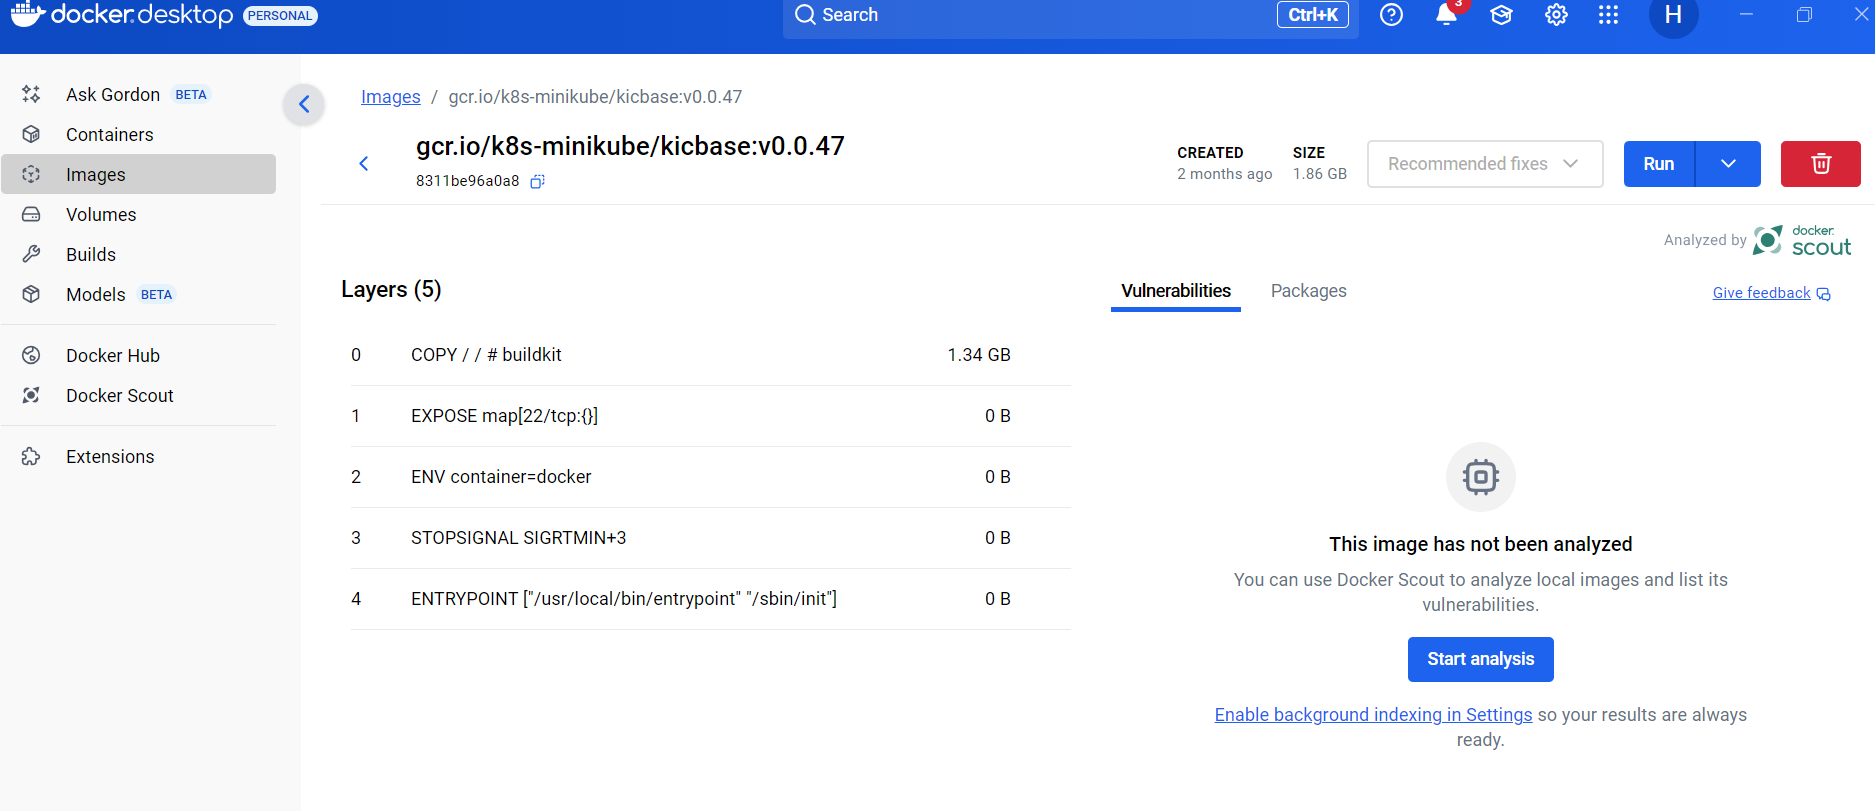 docker.desktop PERSONAL
Search
Ctrl+K
3
H
Ask Gordon BETA
Containers
Images
Volumes
Builds
Models BETA
Docker Hub
Docker Scout
Extensions
Images / gcr.io/k8s-minikube/kicbase:v0.0.47
gcr.io/k8s-minikube/kicbase:v0.0.47
8311be96a0a8
CREATED
2 months ago
SIZE
1.86 GB
Recommended fixes
Run
Analyzed by docker scout
Layers (5)
0 COPY / / # buildkit 1.34 GB
1 EXPOSE map[22/tcp:{}] 0 B
2 ENV container=docker 0 B
3 STOPSIGNAL SIGRTMIN+3 0 B
4 ENTRYPOINT ["/usr/local/bin/entrypoint" "/sbin/init"] 0 B
Vulnerabilities
Packages
Give feedback
This image has not been analyzed
You can use Docker Scout to analyze local images and list its
vulnerabilities.
Start analysis
Enable background indexing in Settings so your results are always
ready.